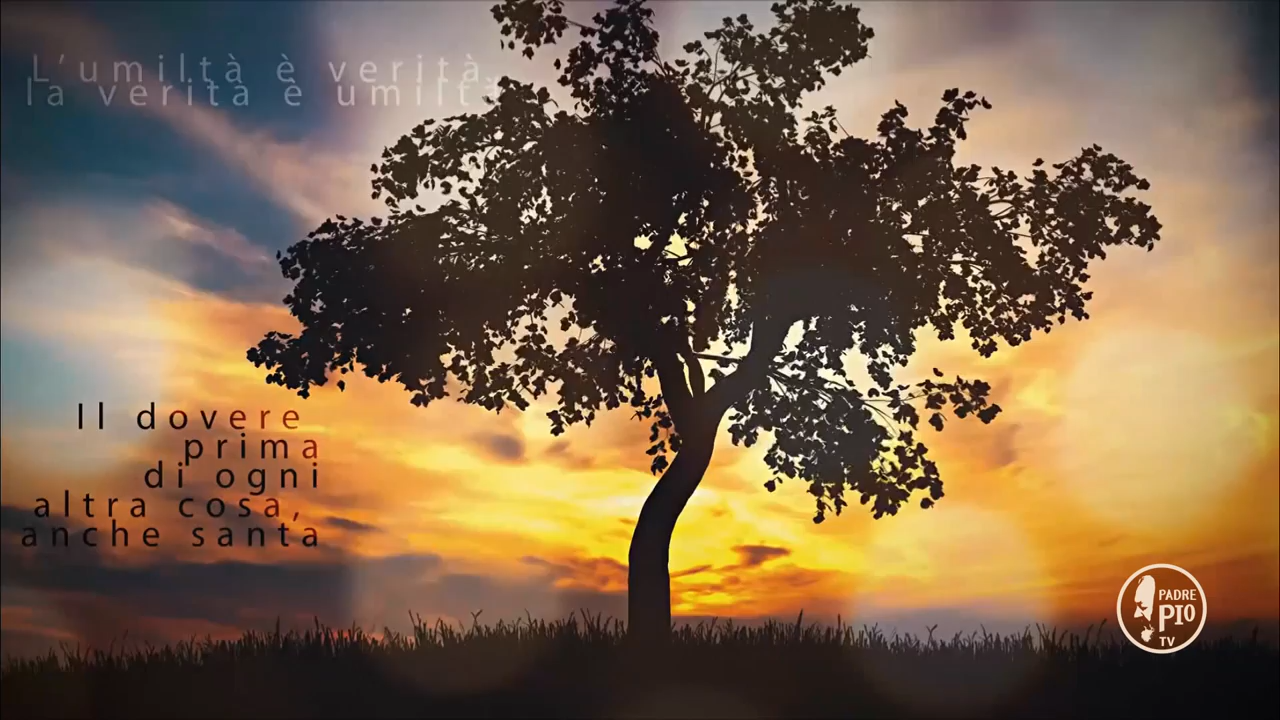 L'umiltà è verità,
la verità è umiltà
Il dovere
prima
di ogni
altra cosa,
anche santa
PADRE
PIO
TV